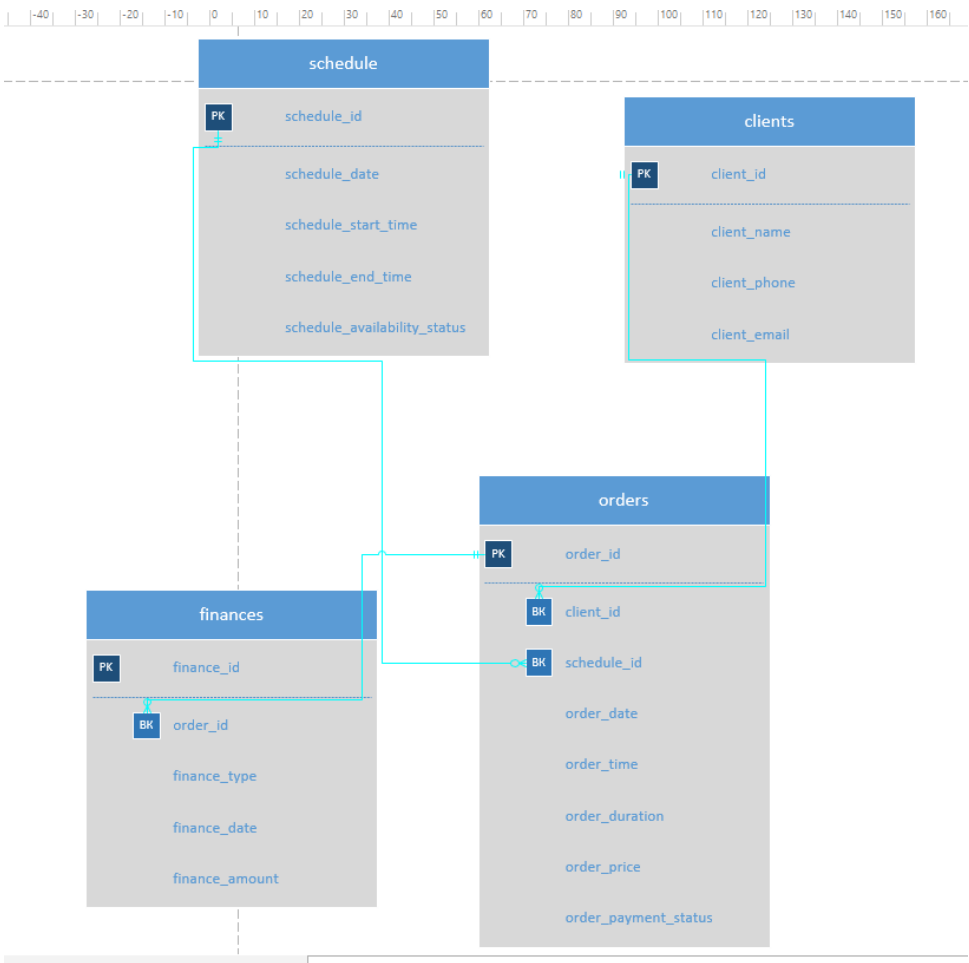 |-40| |-30| |-20| |-10| |0 |10 |20 |30 |40 |50 |60 |70 |80 |90 |100 |110 |120 |130 |140 |150 |160
schedule
PK schedule_id
schedule_date
schedule_start_time
schedule_end_time
schedule_availability_status
clients
PK client_id
client_name
client_phone
client_email
orders
PK order_id
BK client_id
BK schedule_id
order_date
order_time
order_duration
order_price
order_payment_status
finances
PK finance_id
BK order_id
finance_type
finance_date
finance_amount